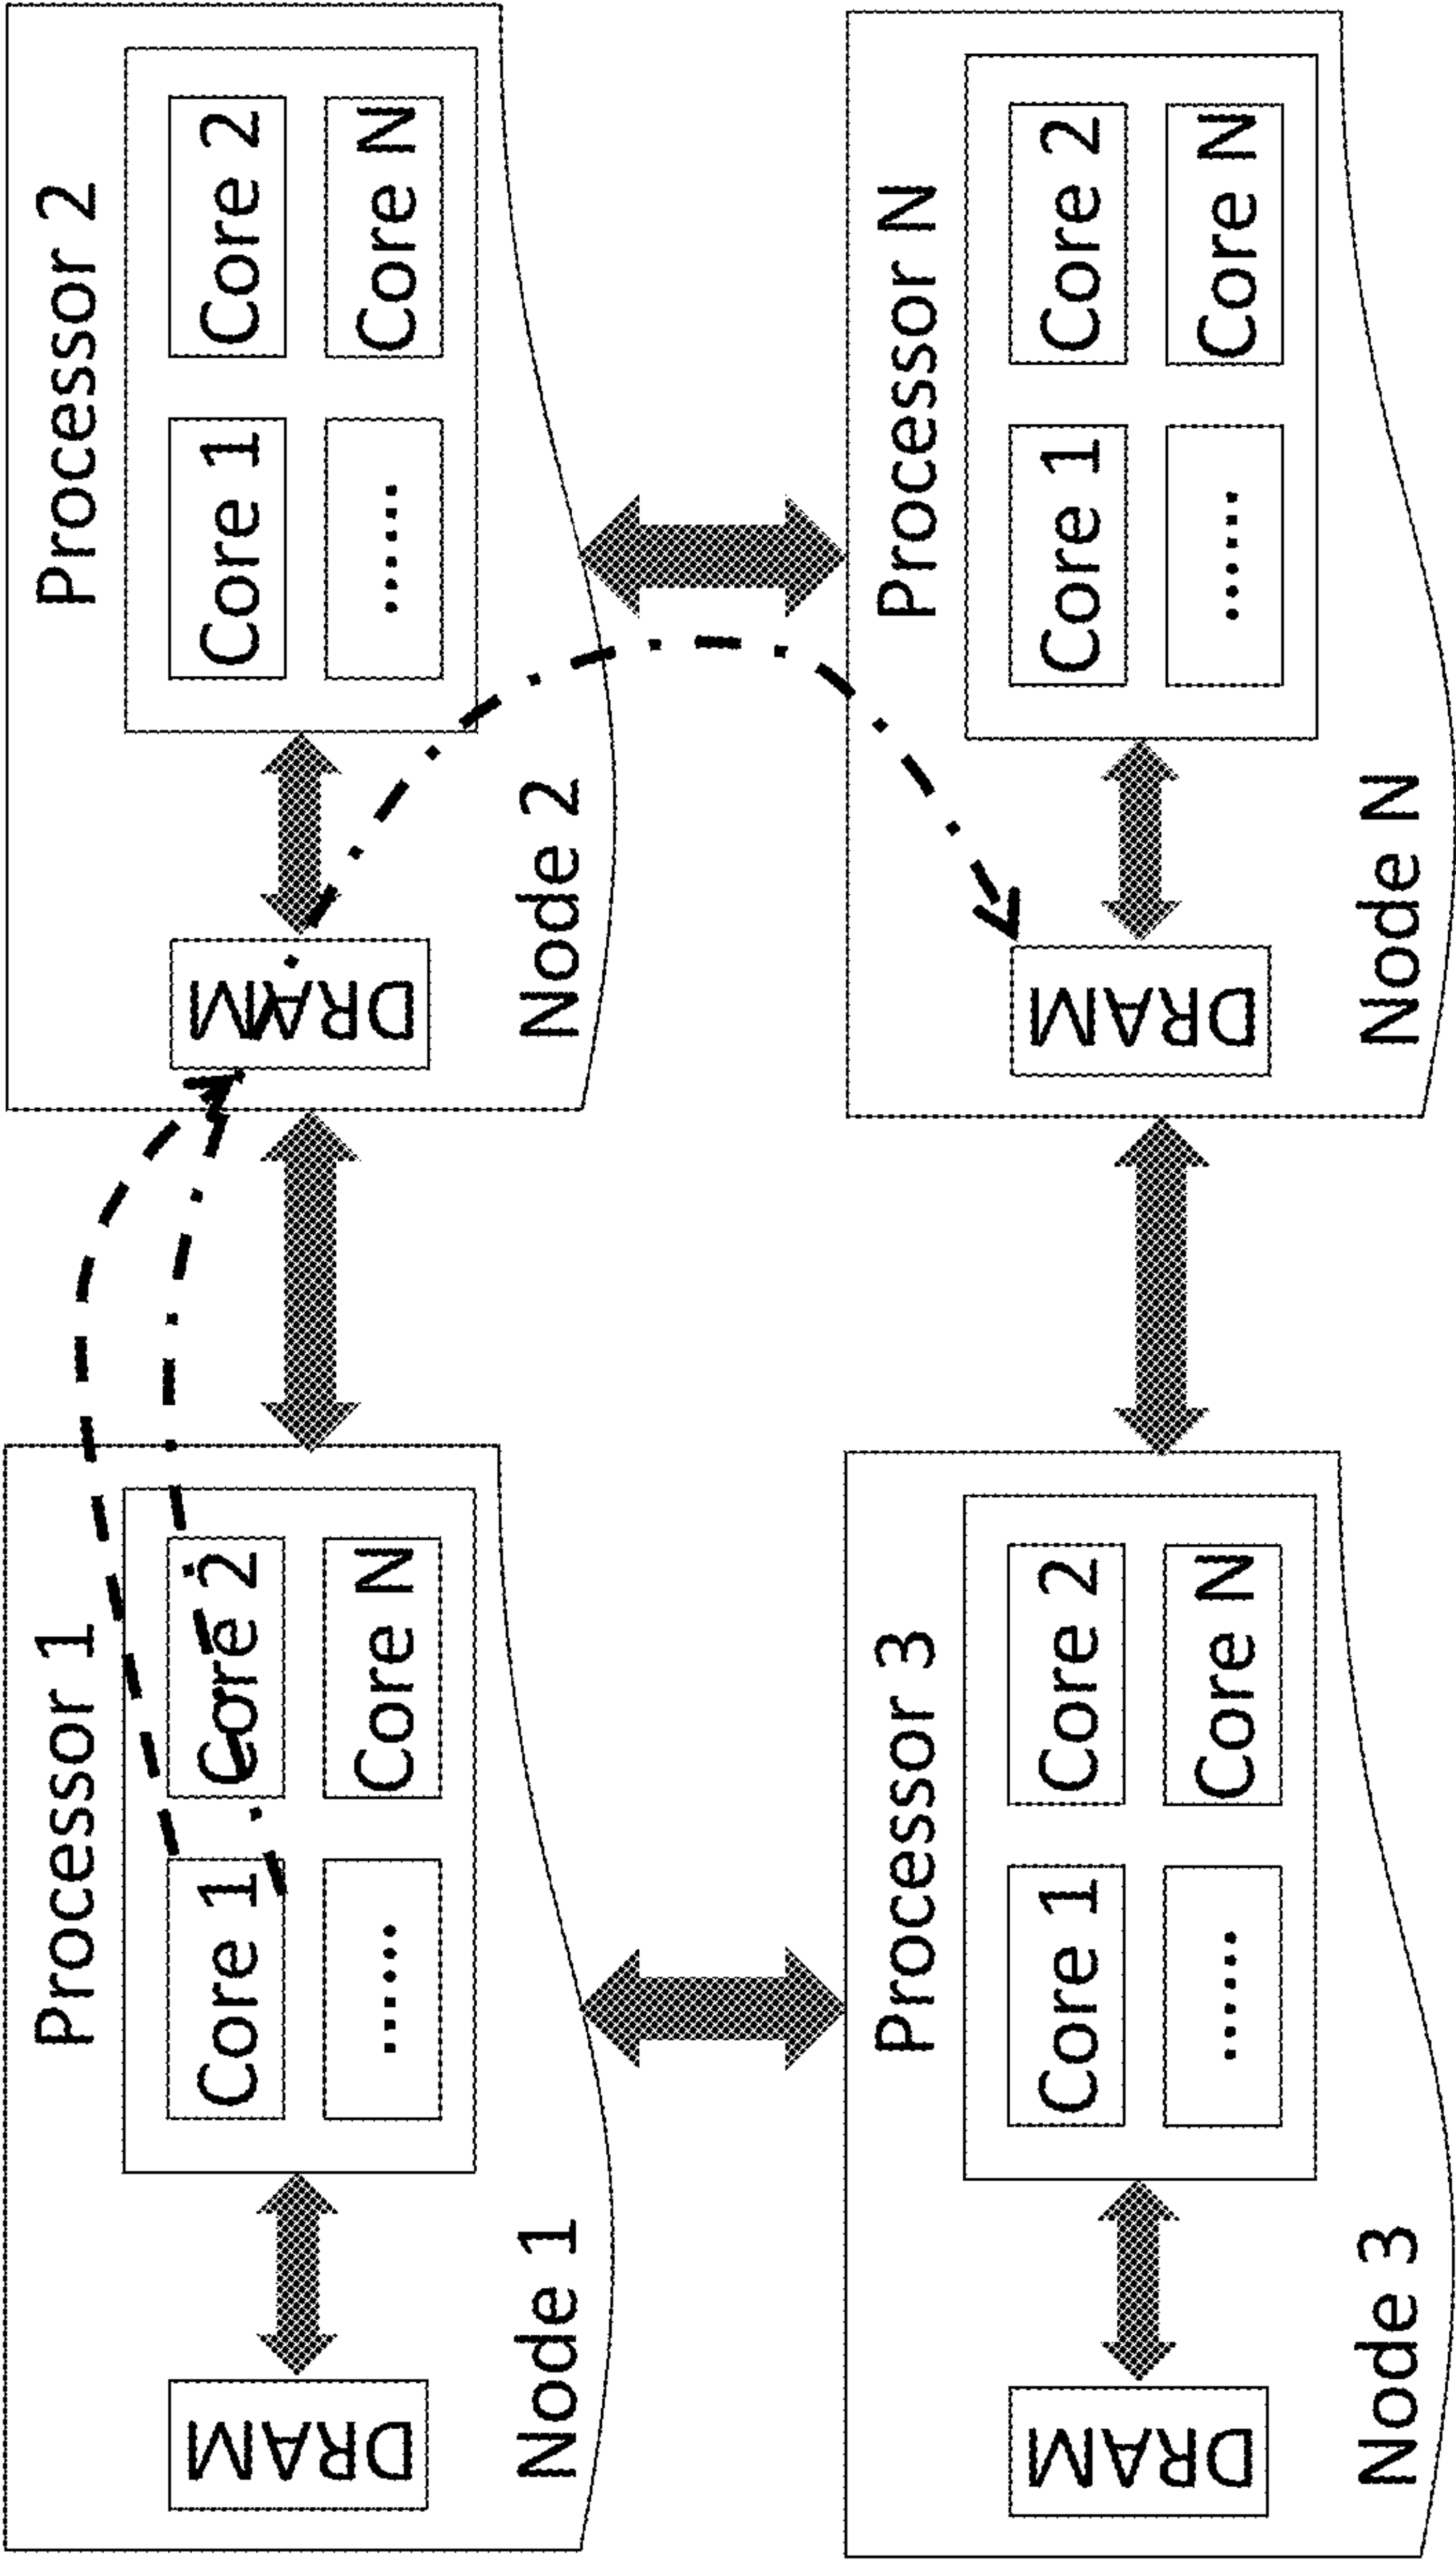 Processor 1
DRAM
Core 1
Core 2
......
Core N
Node 1
Processor 2
DRAM
Core 1
Core 2
......
Core N
Node 2
Processor 3
DRAM
Core 1
Core 2
......
Core N
Node 3
Processor N
DRAM
Core 1
Core 2
......
Core N
Node N